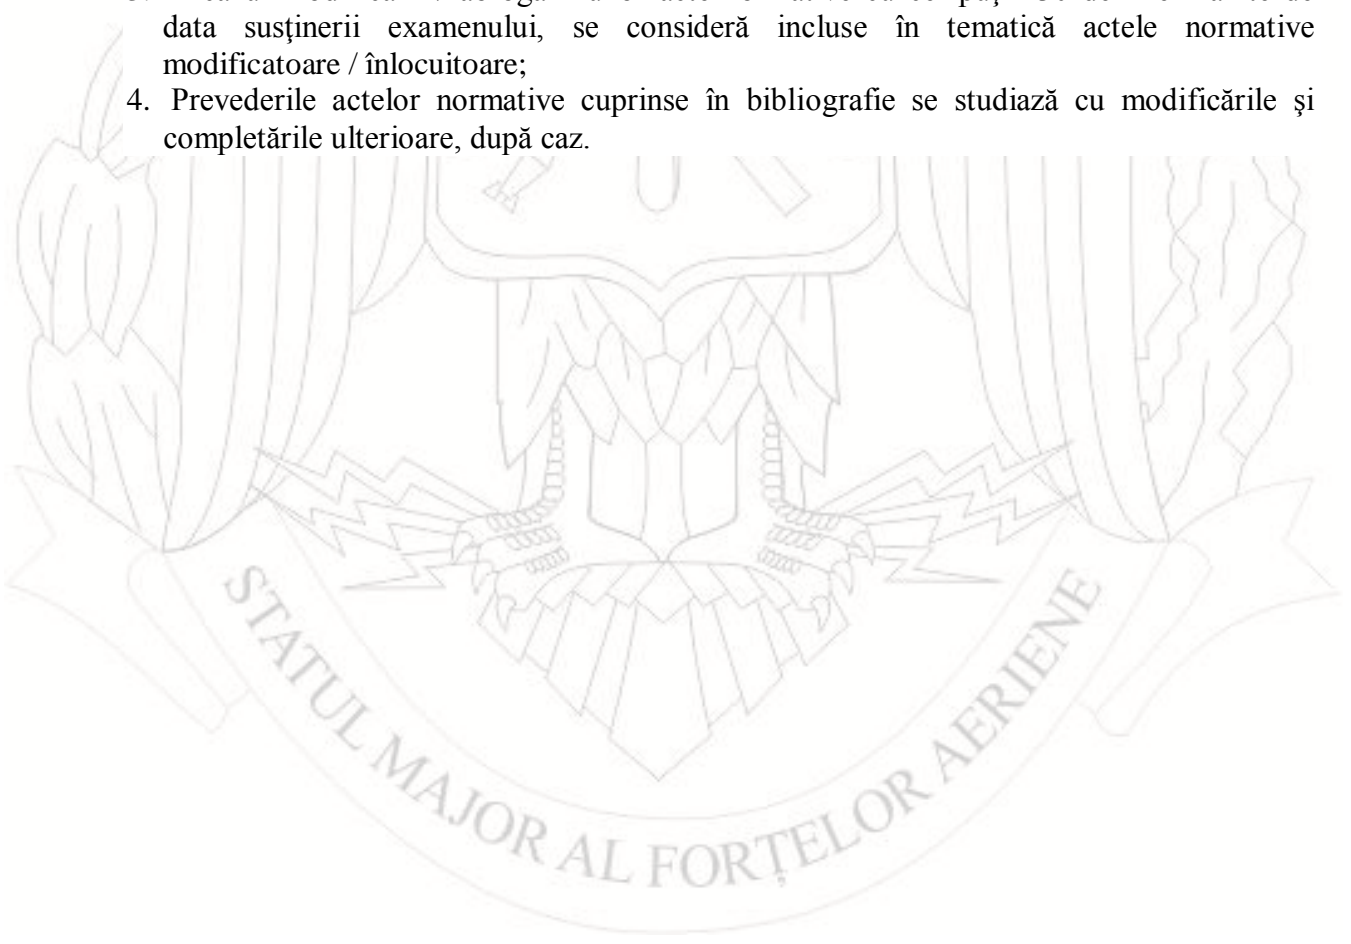 data susţinerii examenului, se consideră incluse în tematică actele normative
modificatoare / înlocuitoare;
4. Prevederile actelor normative cuprinse în bibliografie se studiază cu modificările şi
completările ulterioare, după caz.
STATUL MAJOR AL FORȚELOR AERIENE